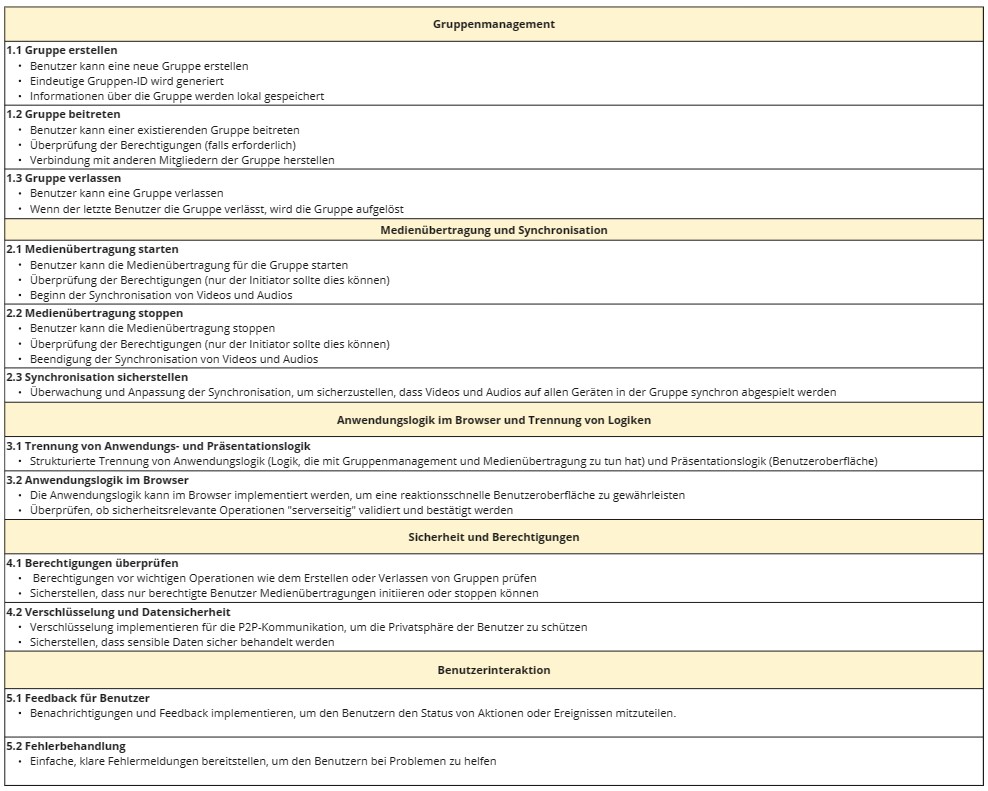 Gruppenmanagement
1.1 Gruppe erstellen
• Benutzer kann eine neue Gruppe erstellen
• Eindeutige Gruppen-ID wird generiert
• Informationen über die Gruppe werden lokal gespeichert
1.2 Gruppe beitreten
• Benutzer kann einer existierenden Gruppe beitreten
• Überprüfung der Berechtigungen (falls erforderlich)
• Verbindung mit anderen Mitgliedern der Gruppe herstellen
1.3 Gruppe verlassen
• Benutzer kann eine Gruppe verlassen
• Wenn der letzte Benutzer die Gruppe verlässt, wird die Gruppe aufgelöst
Medienübertragung und Synchronisation
2.1 Medienübertragung starten
• Benutzer kann die Medienübertragung für die Gruppe starten
• Überprüfung der Berechtigungen (nur der Initiator sollte dies können)
• Beginn der Synchronisation von Videos und Audios
2.2 Medienübertragung stoppen
• Benutzer kann die Medienübertragung stoppen
• Überprüfung der Berechtigungen (nur der Initiator sollte dies können)
• Beendigung der Synchronisation von Videos und Audios
2.3 Synchronisation sicherstellen
• Überwachung und Anpassung der Synchronisation, um sicherzustellen, dass Videos und Audios auf allen Geräten in der Gruppe synchron abgespielt werden
Anwendungslogik im Browser und Trennung von Logiken
3.1 Trennung von Anwendungs- und Präsentationslogik
• Strukturierte Trennung von Anwendungslogik (Logik, die mit Gruppenmanagement und Medienübertragung zu tun hat) und Präsentationslogik (Benutzeroberfläche)
3.2 Anwendungslogik im Browser
• Die Anwendungslogik kann im Browser implementiert werden, um eine reaktionsschnelle Benutzeroberfläche zu gewährleisten
• Überprüfen, ob sicherheitsrelevante Operationen "serverseitig" validiert und bestätigt werden
Sicherheit und Berechtigungen
4.1 Berechtigungen überprüfen
• Berechtigungen vor wichtigen Operationen wie dem Erstellen oder Verlassen von Gruppen prüfen
• Sicherstellen, dass nur berechtigte Benutzer Medienübertragungen initiieren oder stoppen können
4.2 Verschlüsselung und Datensicherheit
• Verschlüsselung implementieren für die P2P-Kommunikation, um die Privatsphäre der Benutzer zu schützen
• Sicherstellen, dass sensible Daten sicher behandelt werden
Benutzerinteraktion
5.1 Feedback für Benutzer
• Benachrichtigungen und Feedback implementieren, um den Benutzern den Status von Aktionen oder Ereignissen mitzuteilen.
5.2 Fehlerbehandlung
• Einfache, klare Fehlermeldungen bereitstellen, um den Benutzern bei Problemen zu helfen